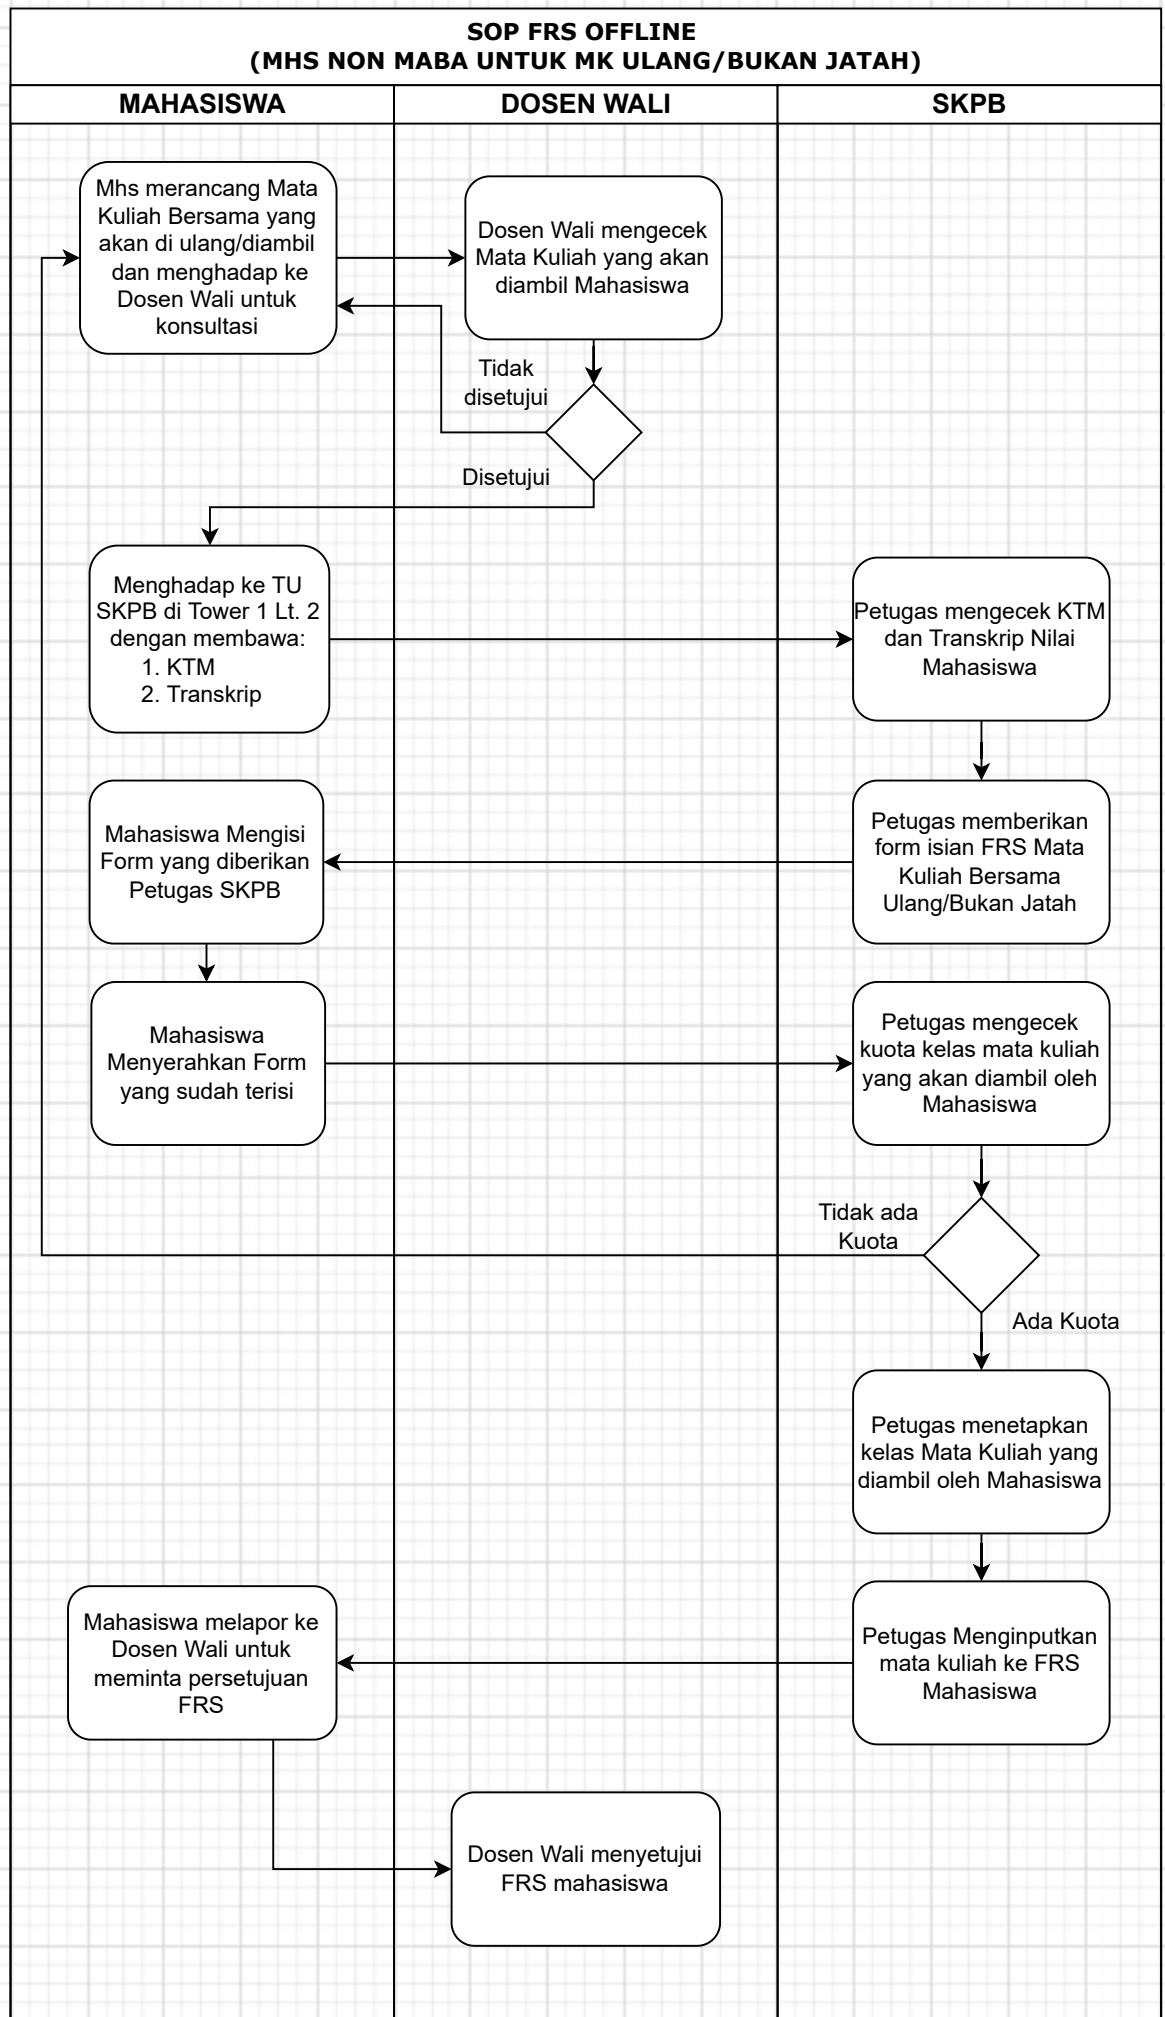 SOP FRS OFFLINE
(MHS NON MABA UNTUK MK ULANG/BUKAN JATAH)
MAHASISWA
DOSEN WALI
SKPB
Mhs merancang Mata
Kuliah Bersama yang
akan di ulang/diambil
dan menghadap ke
Dosen Wali untuk
konsultasi
Dosen Wali mengecek
Mata Kuliah yang akan
diambil Mahasiswa
Tidak
disetujui
Disetujui
Menghadap ke TU
SKPB di Tower 1 Lt. 2
dengan membawa:
1. KTM
2. Transkrip
Petugas mengecek KTM
dan Transkrip Nilai
Mahasiswa
Petugas memberikan
form isian FRS Mata
Kuliah Bersama
Ulang/Bukan Jatah
Mahasiswa Mengisi
Form yang diberikan
Petugas SKPB
Mahasiswa
Menyerahkan Form
yang sudah terisi
Petugas mengecek
kuota kelas mata kuliah
yang akan diambil oleh
Mahasiswa
Tidak ada
Kuota
Ada Kuota
Petugas menetapkan
kelas Mata Kuliah yang
diambil oleh Mahasiswa
Petugas Menginputkan
mata kuliah ke FRS
Mahasiswa
Mahasiswa melapor ke
Dosen Wali untuk
meminta persetujuan
FRS
Dosen Wali menyetujui
FRS mahasiswa